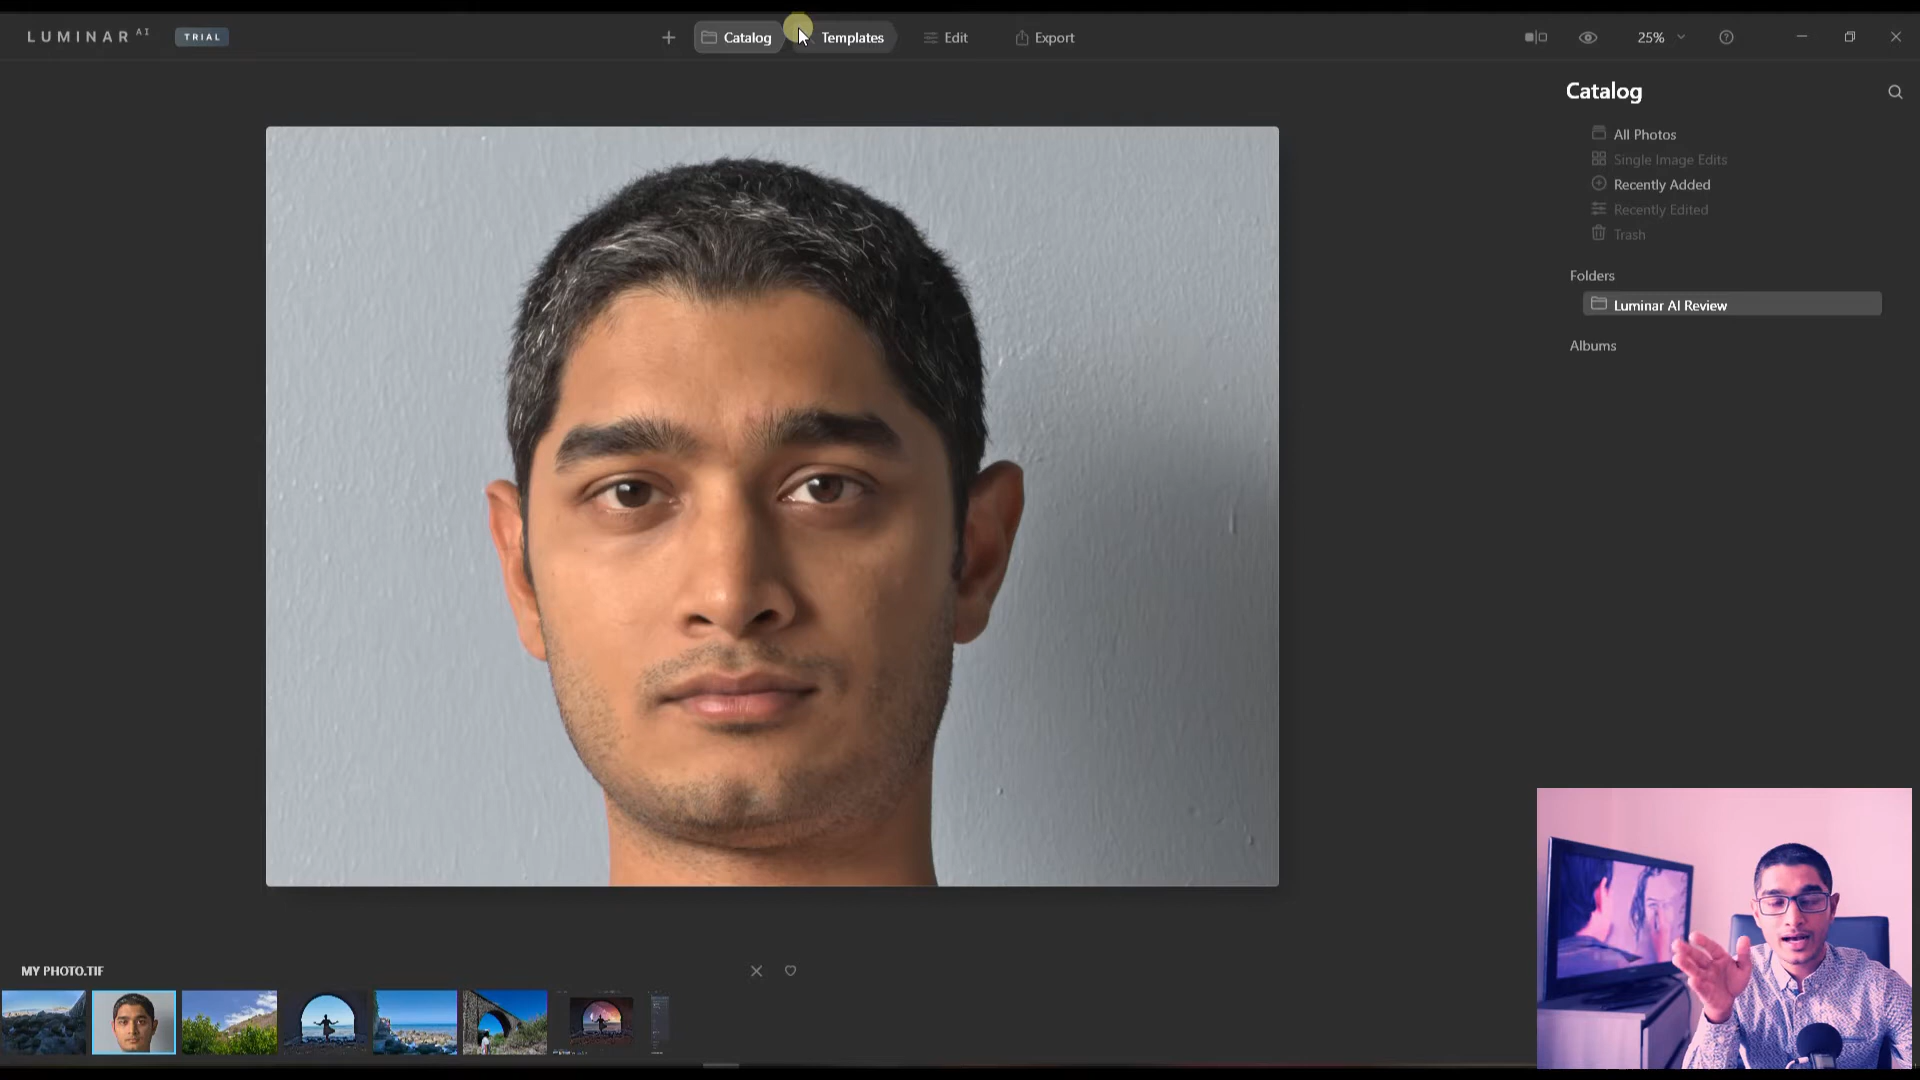 LUMINAR AI
TRIAL
Catalog
Templates
Edit
Export
25%
Catalog
All Photos
Single Image Edits
Recently Added
Recently Edited
Trash
Folders
Luminar AI Review
Albums
MY PHOTO.TIF